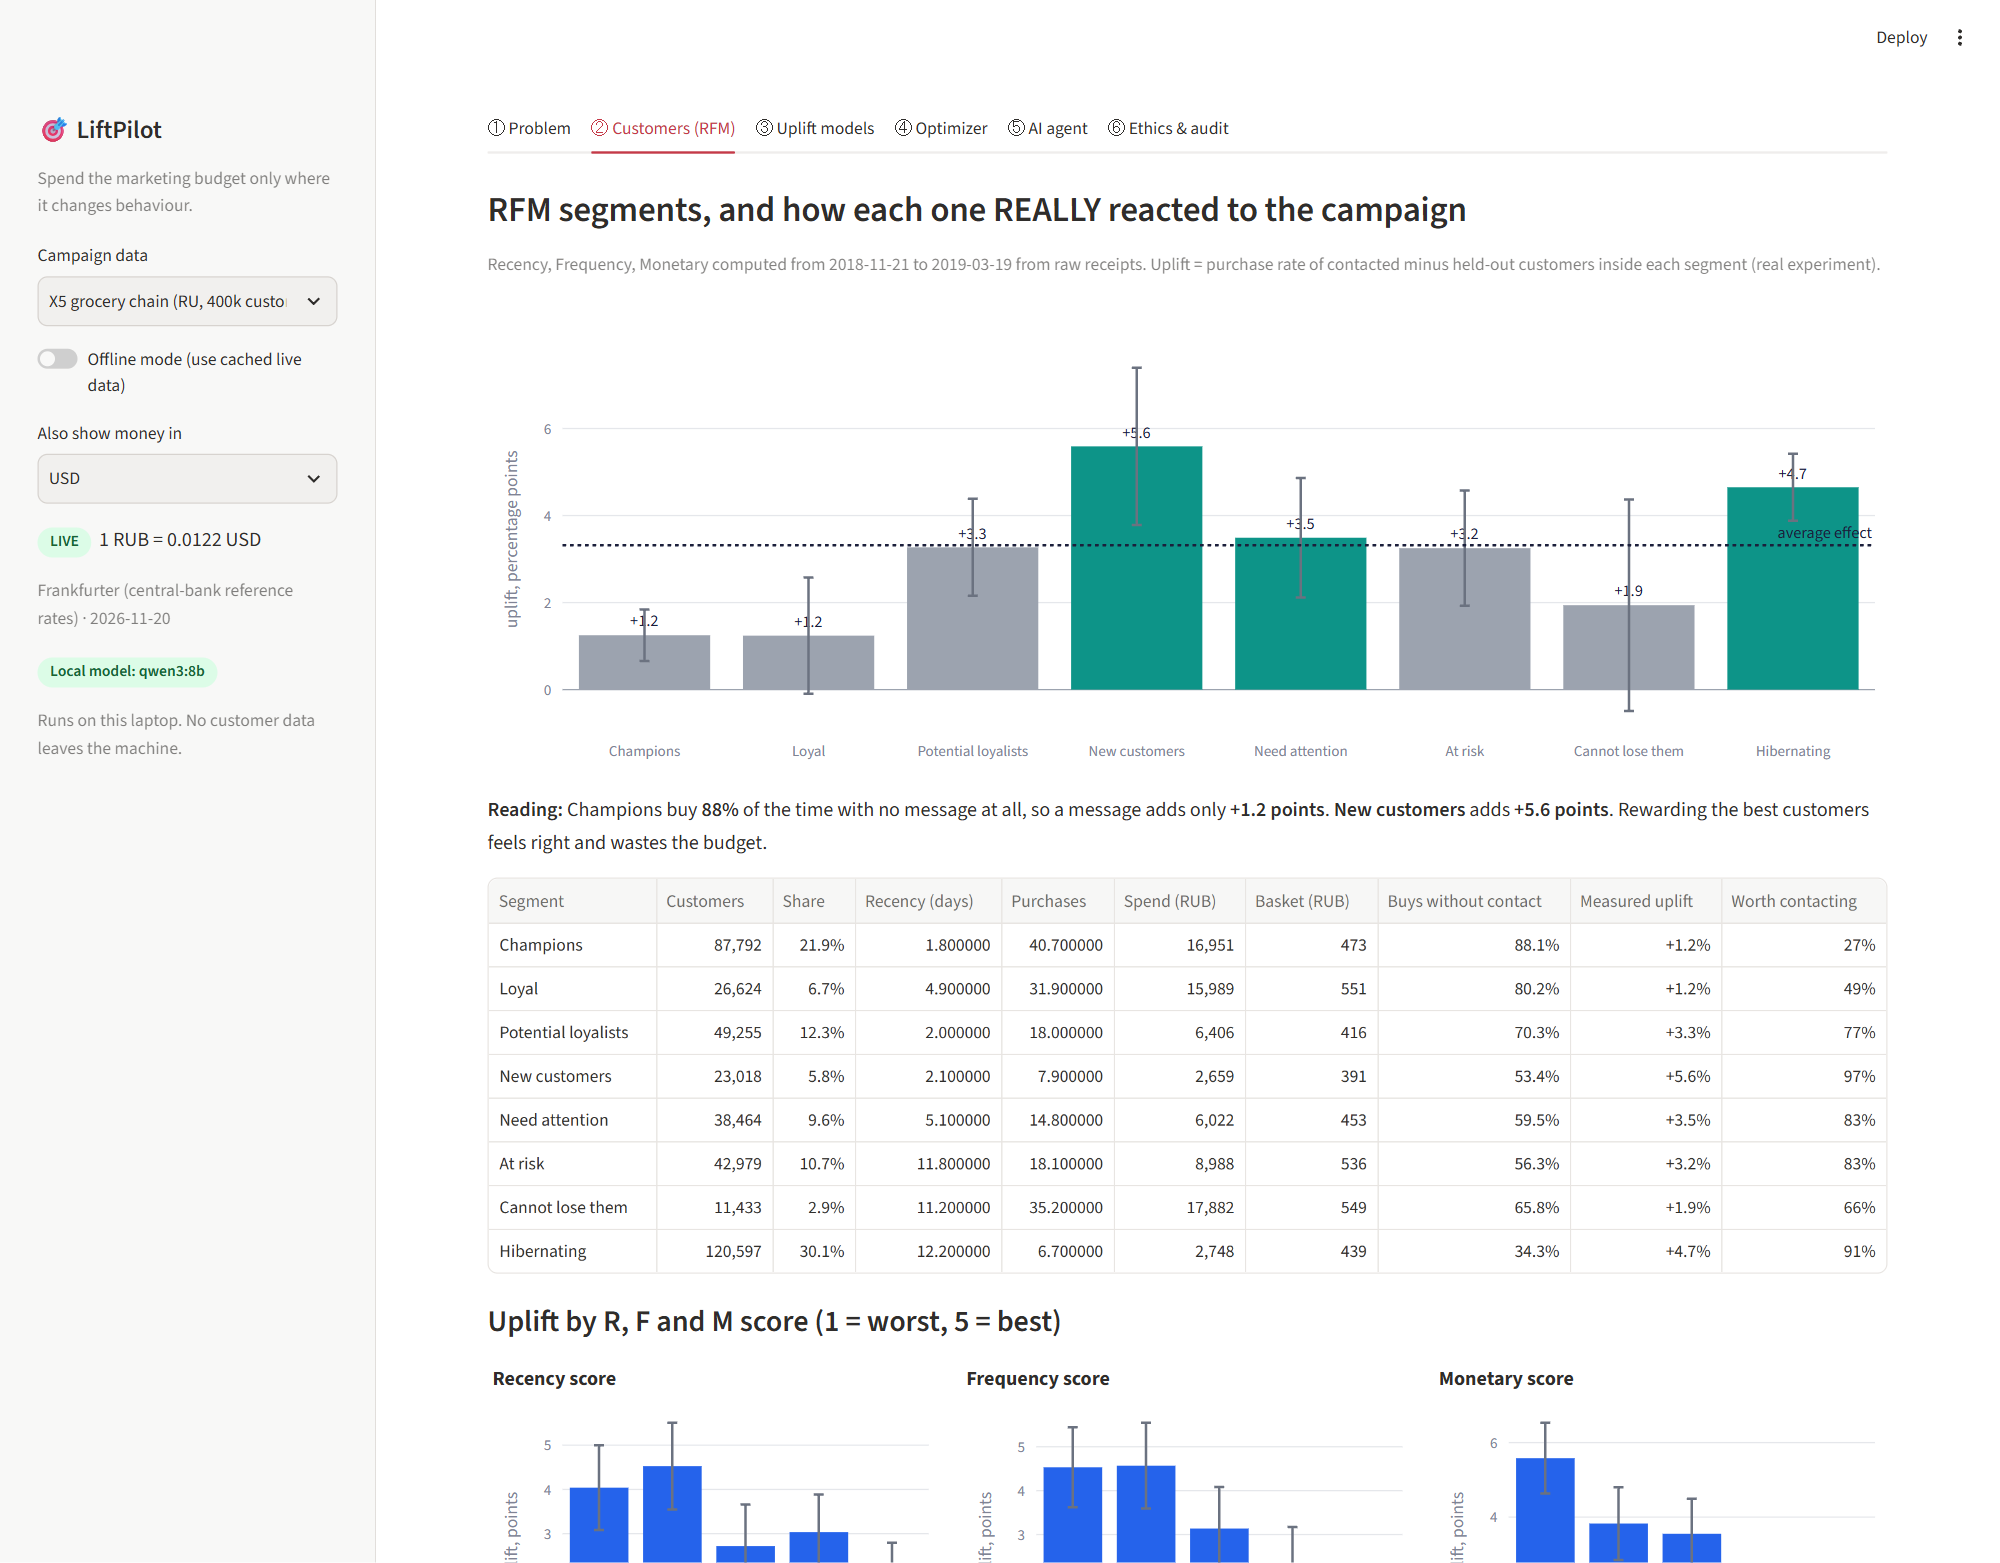 Deploy
LiftPilot
Spend the marketing budget only where
it changes behaviour.
Campaign data
X5 grocery chain (RU, 400k custo
Offline mode (use cached live
data)
Also show money in
USD
LIVE 1 RUB = 0.0122 USD
Frankfurter (central-bank reference
rates) · 2026-11-20
Local model: qwen3:8b
Runs on this laptop. No customer data
leaves the machine.
① Problem ② Customers (RFM) ③ Uplift models ④ Optimizer ⑤ AI agent ⑥ Ethics & audit
RFM segments, and how each one REALLY reacted to the campaign
Recency, Frequency, Monetary computed from 2018-11-21 to 2019-03-19 from raw receipts. Uplift = purchase rate of contacted minus held-out customers inside each segment (real experiment).
uplift, percentage points
6
4
2
0
+1.2 +1.2 +3.3 +5.6 +3.5 +3.2 +1.9 +4.7
average effect
Champions Loyal Potential loyalists New customers Need attention At risk Cannot lose them Hibernating
Reading: Champions buy 88% of the time with no message at all, so a message adds only +1.2 points. New customers adds +5.6 points. Rewarding the best customers
feels right and wastes the budget.
Segment Customers Share Recency (days) Purchases Spend (RUB) Basket (RUB) Buys without contact Measured uplift Worth contacting
Champions 87,792 21.9% 1.800000 40.700000 16,951 473 88.1% +1.2% 27%
Loyal 26,624 6.7% 4.900000 31.900000 15,989 551 80.2% +1.2% 49%
Potential loyalists 49,255 12.3% 2.000000 18.000000 6,406 416 70.3% +3.3% 77%
New customers 23,018 5.8% 2.100000 7.900000 2,659 391 53.4% +5.6% 97%
Need attention 38,464 9.6% 5.100000 14.800000 6,022 453 59.5% +3.5% 83%
At risk 42,979 10.7% 11.800000 18.100000 8,988 536 56.3% +3.2% 83%
Cannot lose them 11,433 2.9% 11.200000 35.200000 17,882 549 65.8% +1.9% 66%
Hibernating 120,597 30.1% 12.200000 6.700000 2,748 439 34.3% +4.7% 91%
Uplift by R, F and M score (1 = worst, 5 = best)
Recency score
5
4
3
points
Frequency score
5
4
3
points
Monetary score
6
4
points